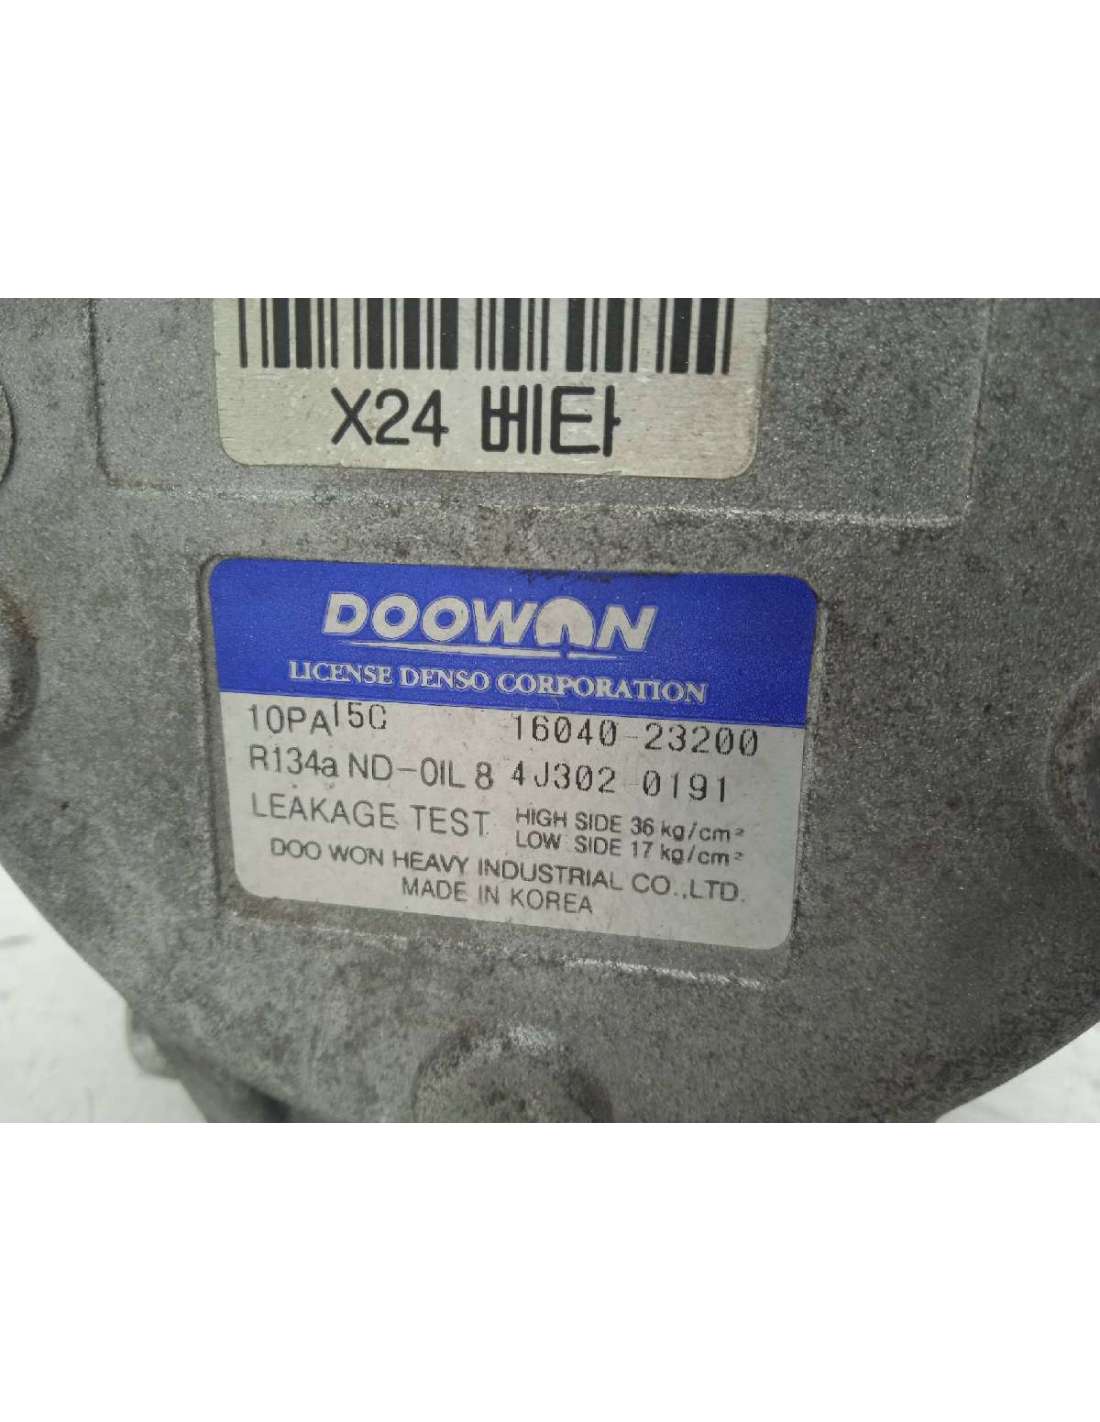 X24 베타
DOOWON
LICENSE DENSO CORPORATION
10PA15C 16040-23200
R134a ND-OIL 8 4J302 0191
LEAKAGE TEST. HIGH SIDE 36 kg/cm²
LOW SIDE 17 kg/cm²
DOO WON HEAVY INDUSTRIAL CO.,LTD.
MADE IN KOREA